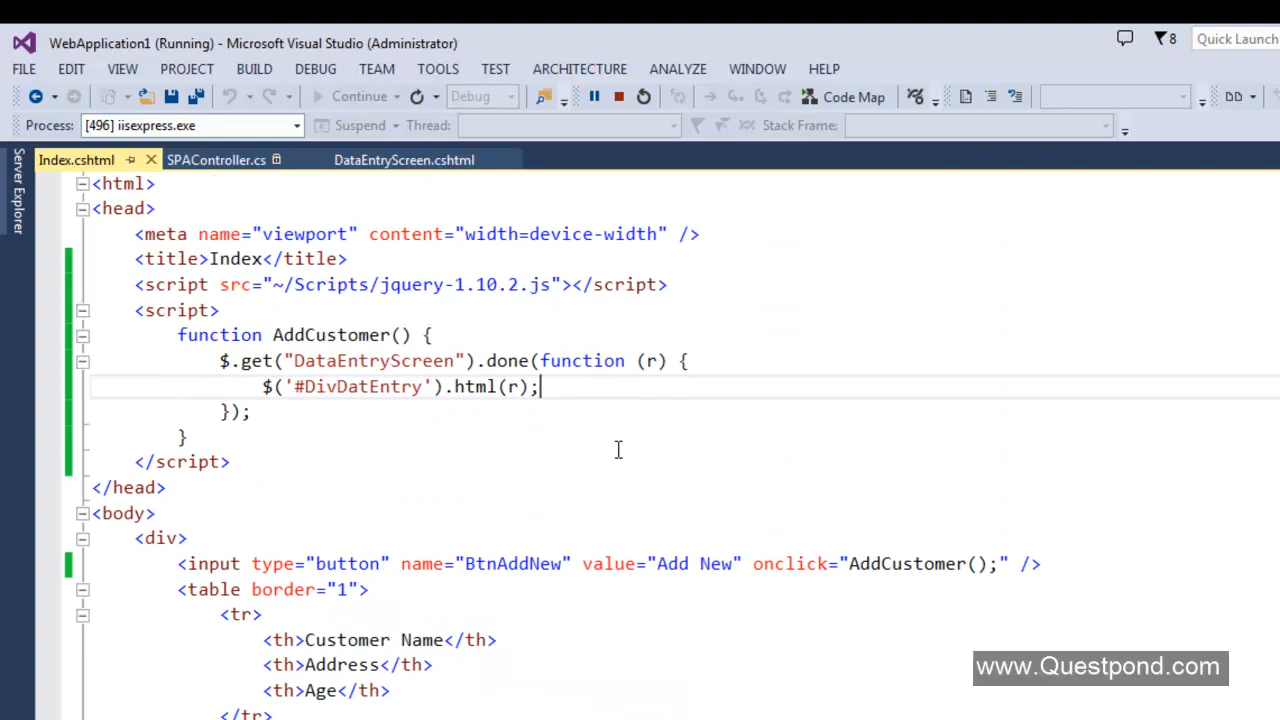 WebApplication1 (Running) - Microsoft Visual Studio (Administrator)
8
Quick Launch
FILE EDIT VIEW PROJECT BUILD DEBUG TEAM TOOLS TEST ARCHITECTURE ANALYZE WINDOW HELP
Continue Debug Code Map DD
Process: [496] iisexpress.exe Suspend Thread: Stack Frame:
Server Explorer
Index.cshtml SPAController.cs DataEntryScreen.cshtml
<html>
<head>
<meta name="viewport" content="width=device-width" />
<title>Index</title>
<script src="~/Scripts/jquery-1.10.2.js"></script>
<script>
function AddCustomer() {
$.get("DataEntryScreen").done(function (r) {
$('#DivDatEntry').html(r);
});
}
</script>
</head>
<body>
<div>
<input type="button" name="BtnAddNew" value="Add New" onclick="AddCustomer();" />
<table border="1">
<tr>
<th>Customer Name</th>
<th>Address</th>
<th>Age</th>
</tr>
www.Questpond.com